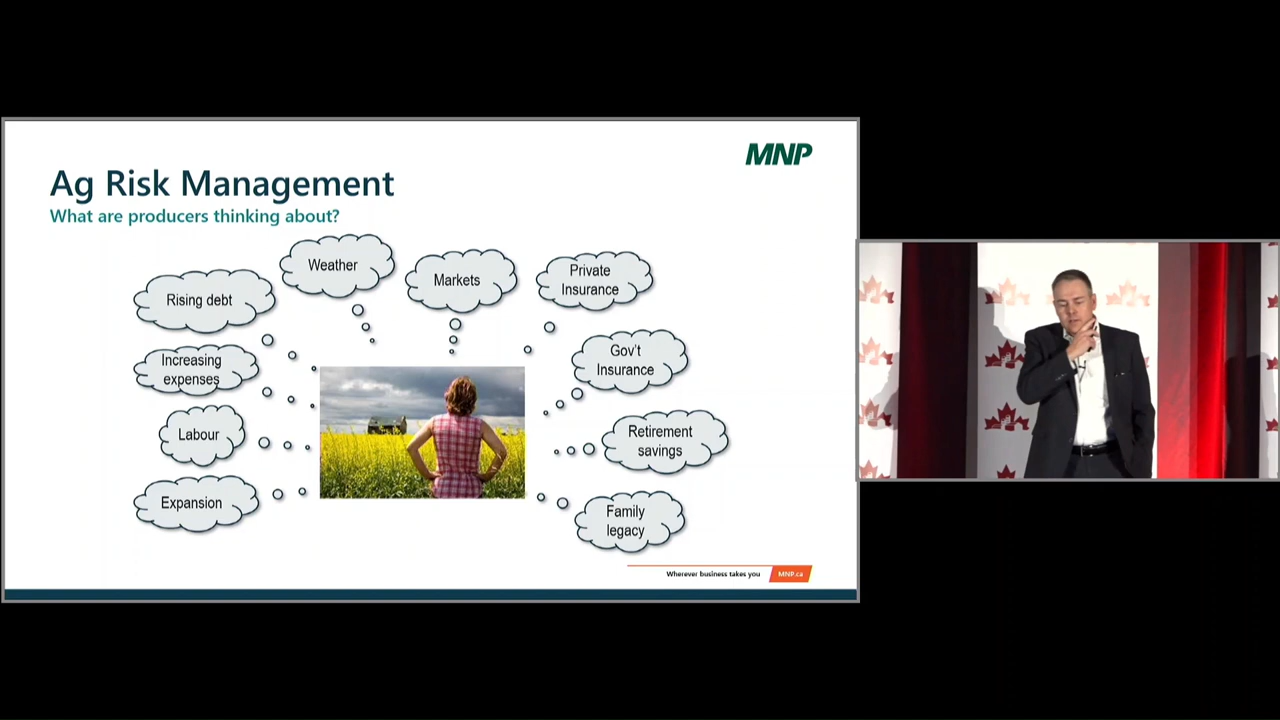 MNP
Ag Risk Management
What are producers thinking about?
Weather
Markets
Private
Insurance
Rising debt
Gov't
Insurance
Increasing
expenses
Labour
Retirement
savings
Expansion
Family
legacy
Wherever business takes you
MNP.ca